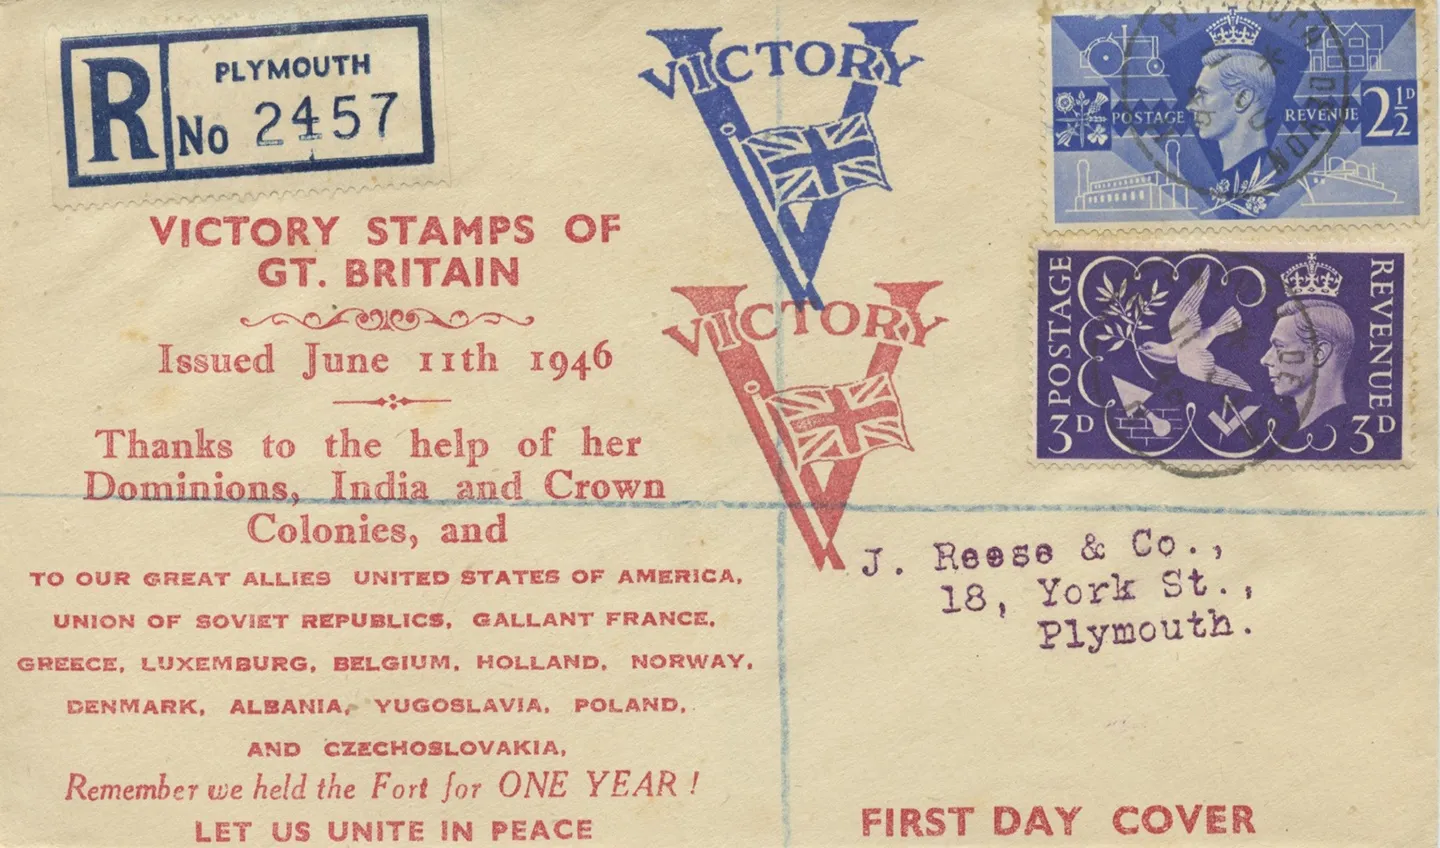 R
PLYMOUTH
No 2457
VICTORY STAMPS OF
GT. BRITAIN
Issued June 11th 1946
Thanks to the help of her
Dominions, India and Crown
Colonies, and
TO OUR GREAT ALLIES UNITED STATES OF AMERICA,
UNION OF SOVIET REPUBLICS, GALLANT FRANCE,
GREECE, LUXEMBURG, BELGIUM, HOLLAND, NORWAY,
DENMARK, ALBANIA, YUGOSLAVIA, POLAND,
AND CZECHOSLOVAKIA,
Remember we held the Fort for ONE YEAR!
LET US UNITE IN PEACE
VICTORY
VICTORY
PLYMOUTH DEVON
POSTAGE REVENUE 2½D
POSTAGE
REVENUE
3D 3D
J. Reese & Co.,
18, York St.,
Plymouth.
FIRST DAY COVER